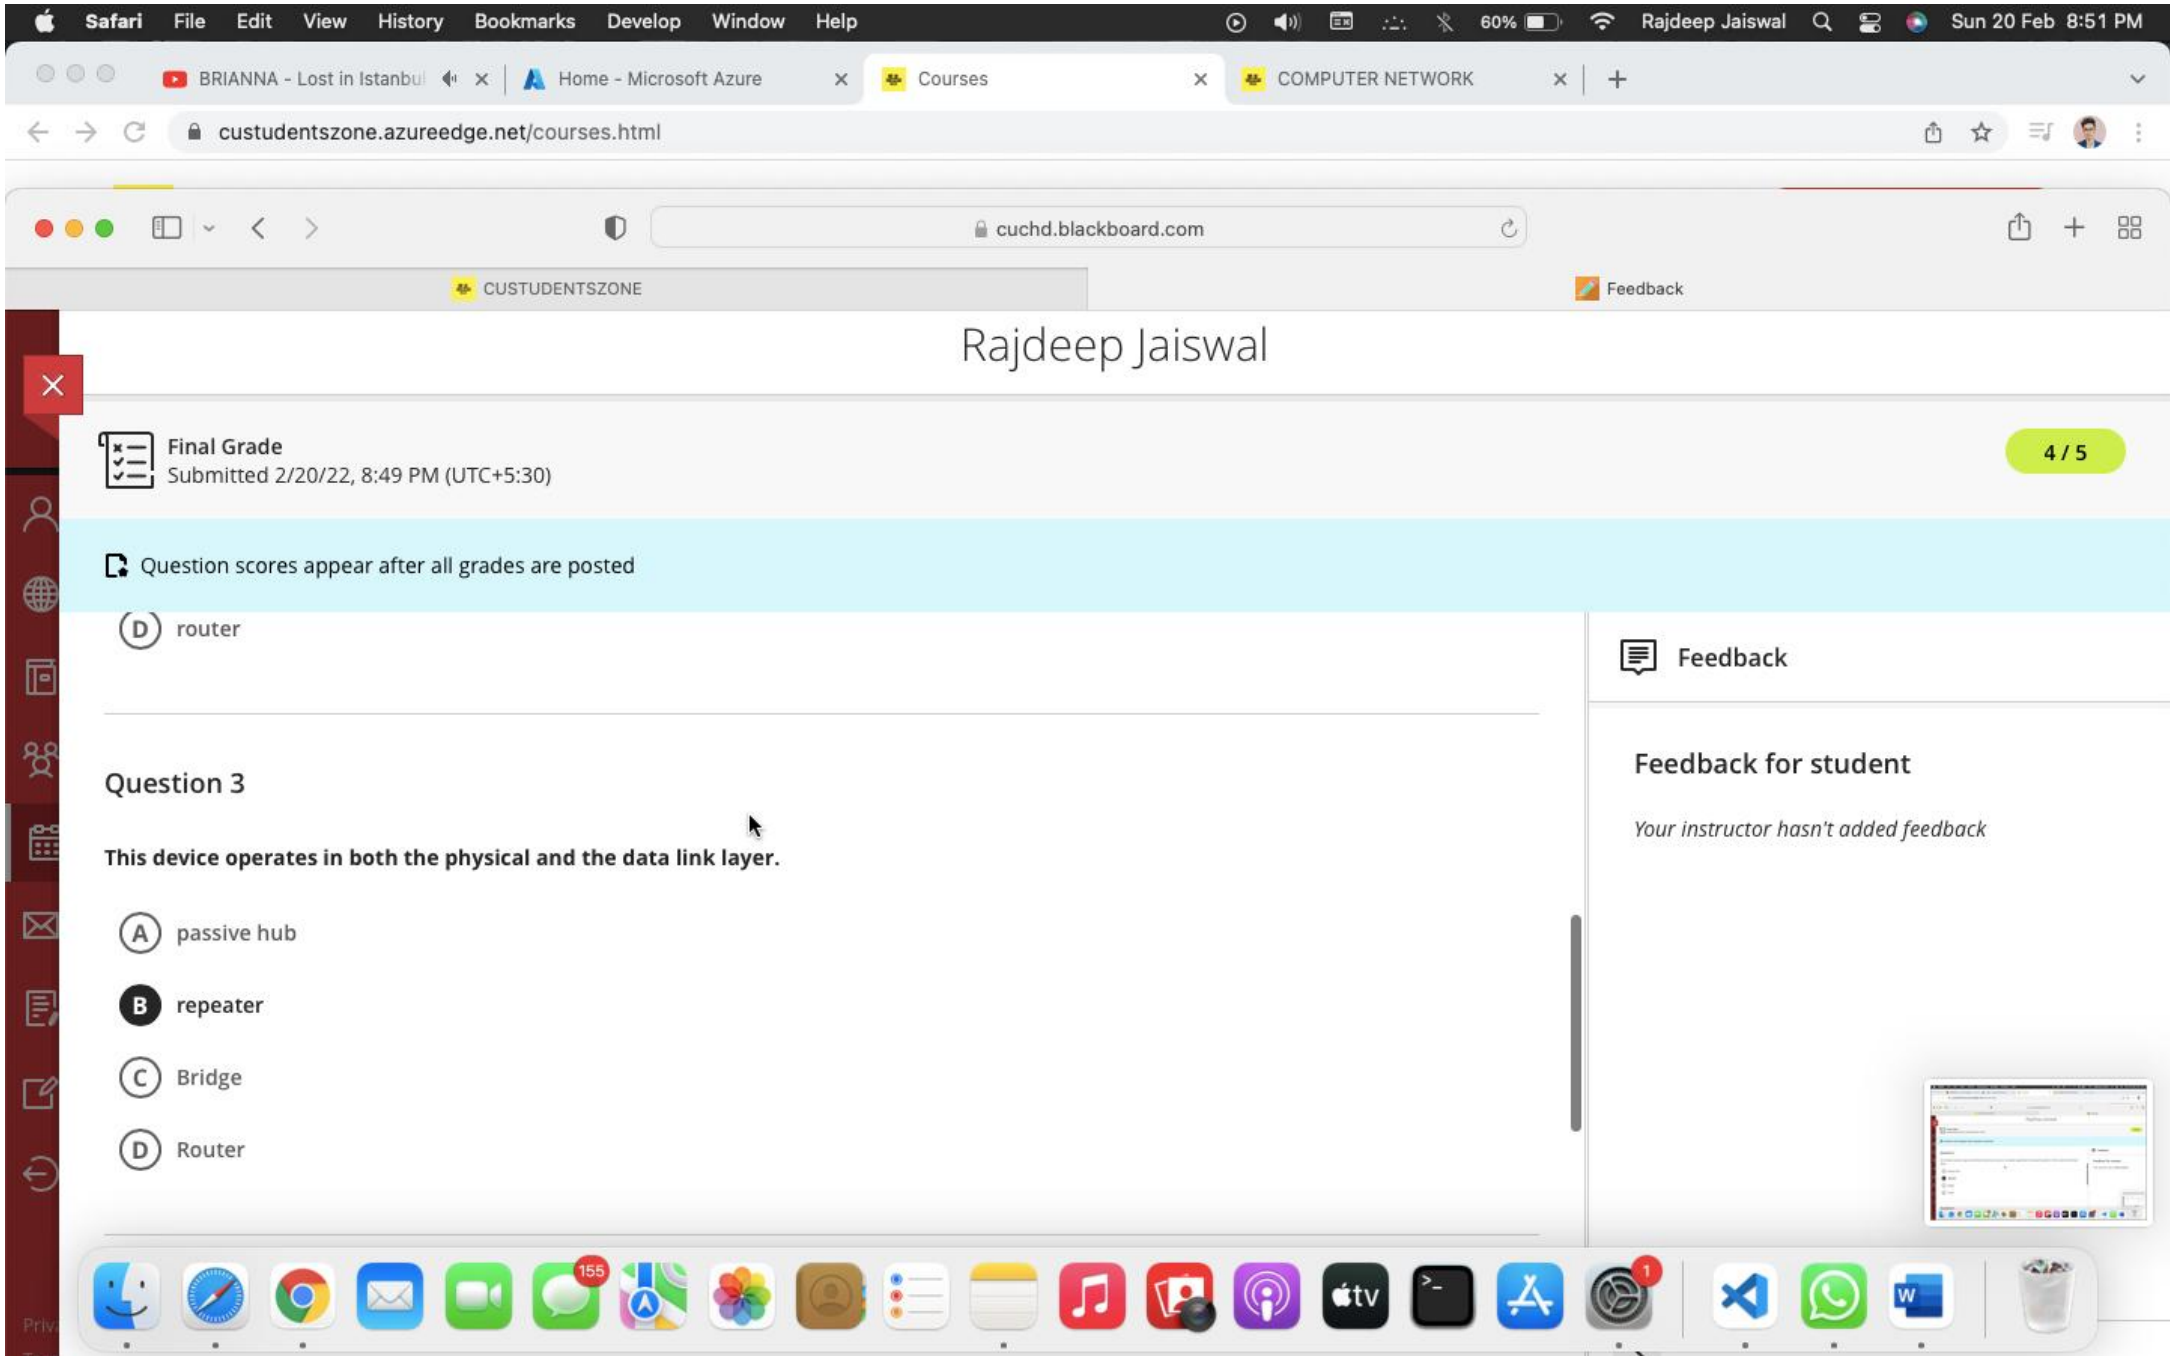 Safari File Edit View History Bookmarks Develop Window Help 60% Rajdeep Jaiswal Sun 20 Feb 8:51 PM
BRIANNA - Lost in Istanbul Home - Microsoft Azure Courses COMPUTER NETWORK
custudentszone.azureedge.net/courses.html
cuchd.blackboard.com
CUSTUDENTSZONE Feedback
Rajdeep Jaiswal
Final Grade
Submitted 2/20/22, 8:49 PM (UTC+5:30)
4 / 5
Question scores appear after all grades are posted
D router
Feedback
Feedback for student
Your instructor hasn't added feedback
Question 3
This device operates in both the physical and the data link layer.
A passive hub
B repeater
C Bridge
D Router
155
tv
>_
1
W
Priv